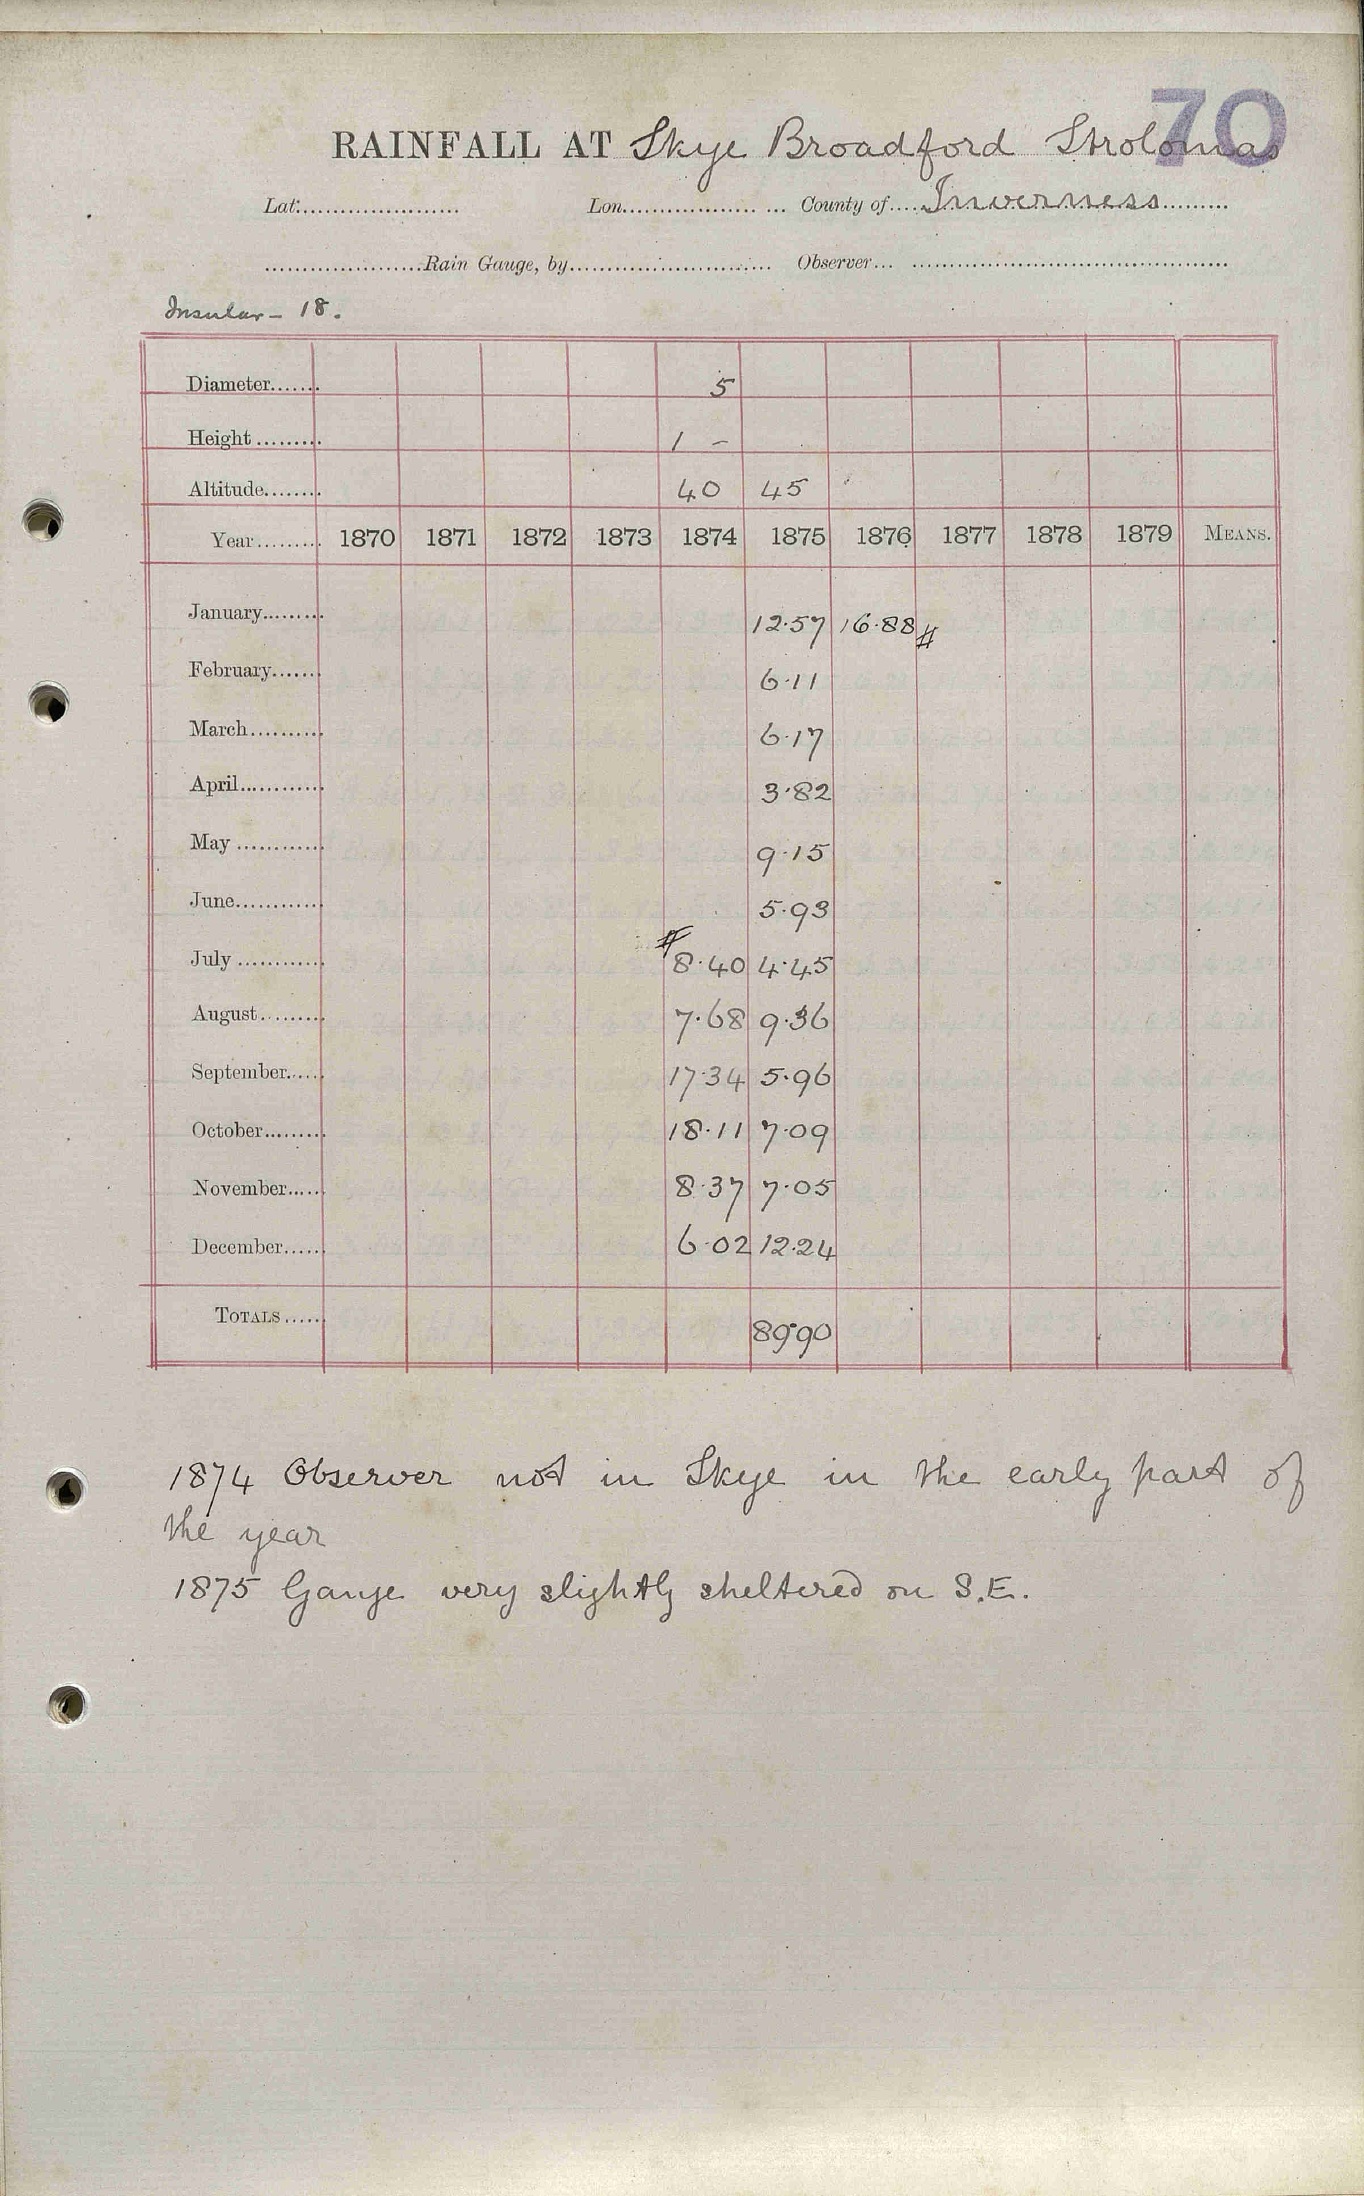 70
RAINFALL AT Skye Broadford Strolomas
Lat. Lon. County of Inverness
Rain Gauge, by Observer
Insular - 18.
Diameter 5
Height 1 -
Altitude 40 45
Year 1870 1871 1872 1873 1874 1875 1876 1877 1878 1879 MEANS.
January 12.57 16.88 #
February 6.11
March 6.17
April 3.82
May 9.15
June 5.93
July # 8.40 4.45
August 7.68 9.36
September 17.34 5.96
October 18.11 7.09
November 8.37 7.05
December 6.02 12.24
TOTALS 89.90
1874 Observer not in Skye in the early part of
the year
1875 Gauge very slightly sheltered on S.E.